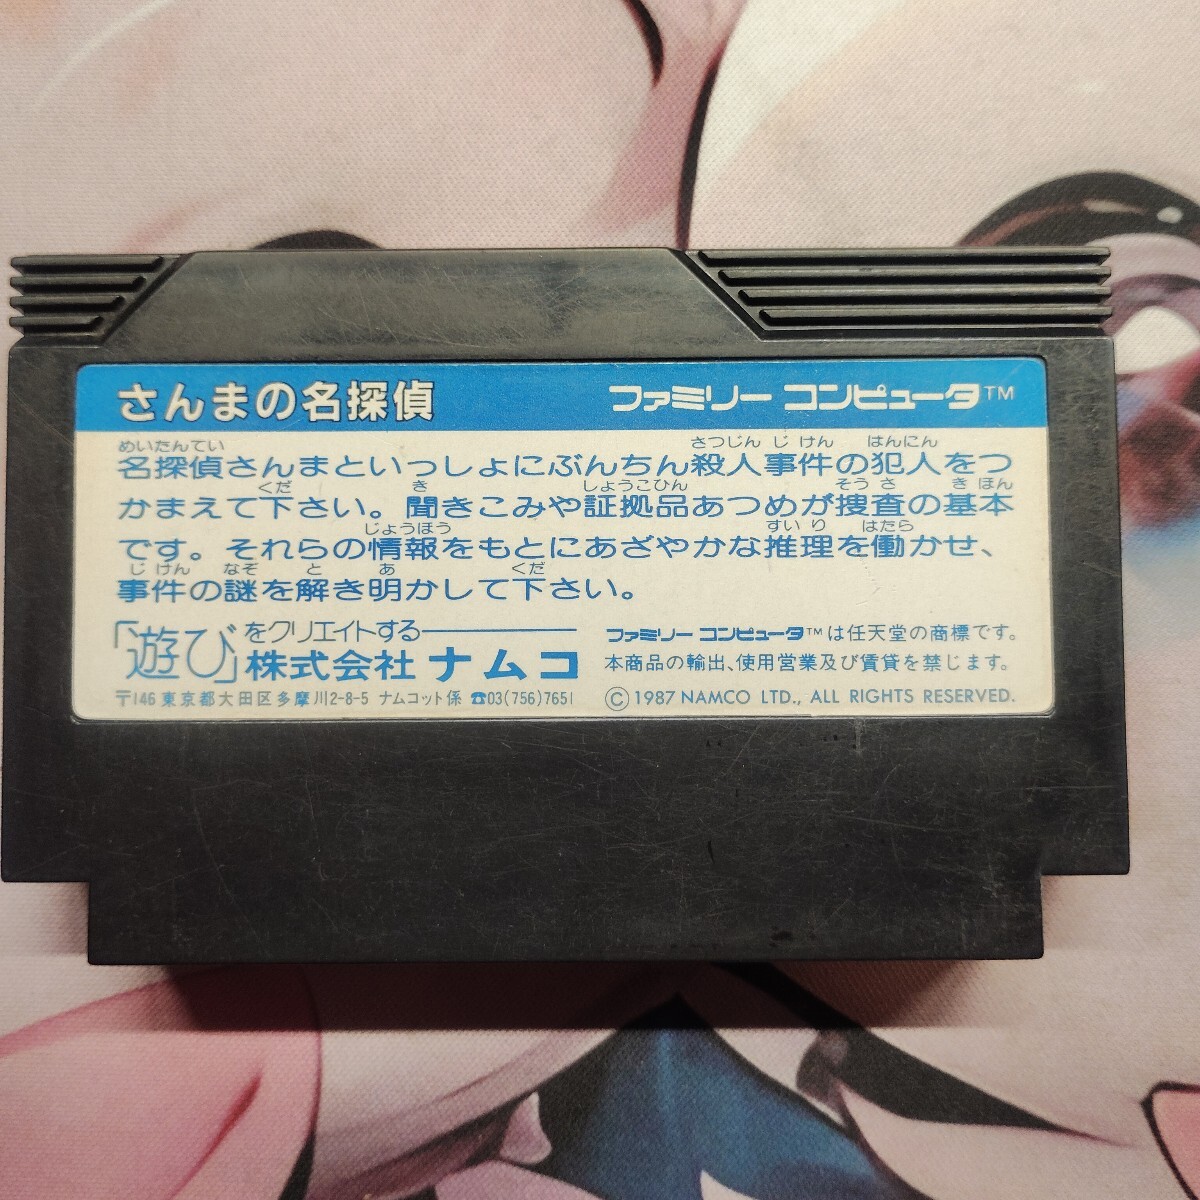 さんまの名探偵 ファミリー コンピュータ™
めいたんてい さつじん じ けん はんにん
名探偵さんまといっしょにぶんちん殺人事件の犯人をつ
くだ き しょうこひん そう さ き ほん
かまえて下さい。聞きこみや証拠品あつめが捜査の基本
じょうほう すい り はたら
です。それらの情報をもとにあざやかな推理を働かせ、
じ けん なぞ と あ くだ
事件の謎を解き明かして下さい。
「遊び」をクリエイトする
株式会社 ナムコ
〒146 東京都大田区多摩川2-8-5 ナムコット係 ☎03(756)7651
ファミリー コンピュータ™は任天堂の商標です。
本商品の輸出、使用営業及び賃貸を禁じます。
©1987 NAMCO LTD., ALL RIGHTS RESERVED.